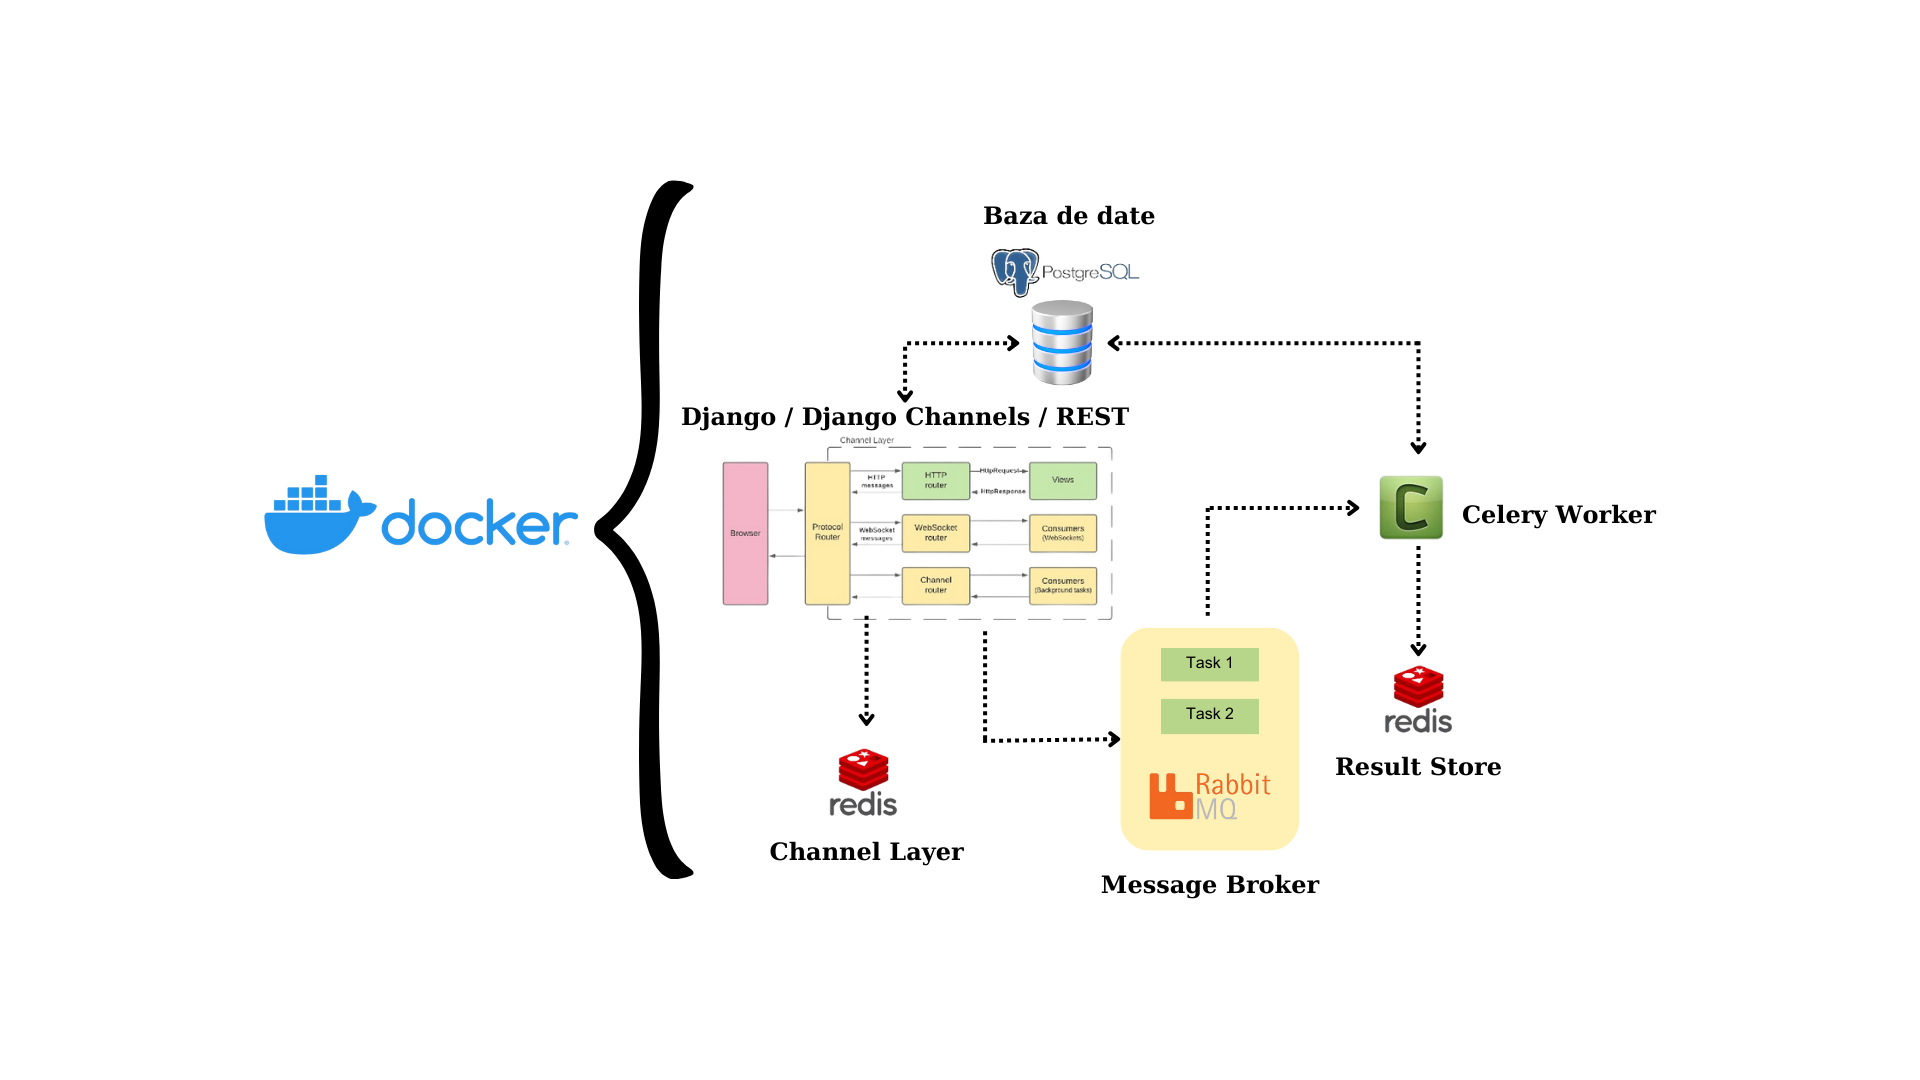 Baza de date
PostgreSQL
Django / Django Channels / REST
Channel Layer
Browser
Protocol
Router
HTTP
messages
HTTP
router
HttpRequest
HttpResponse
Views
WebSocket
messages
WebSocket
router
Consumers
(WebSockets)
Channel
router
Consumers
(Background tasks)
docker
Celery Worker
C
Task 1
Task 2
Rabbit
MQ
Message Broker
redis
Channel Layer
redis
Result Store